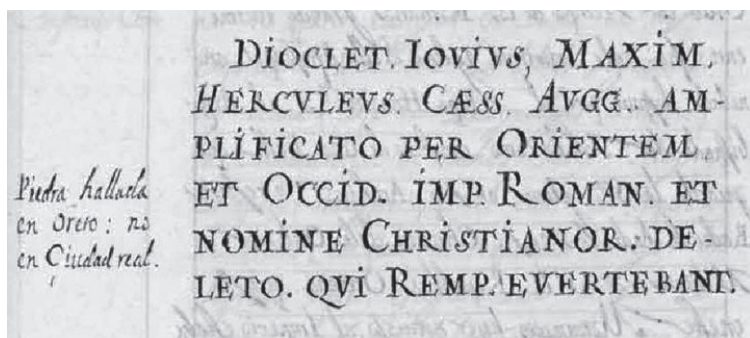 DIOCLET. IOVIVS, MAXIM.
HERCVLEVS. CÆSS. AVGG. AM-
PLIFICATO PER ORIENTEM
ET OCCID. IMP. ROMAN. ET
NOMINE CHRISTIANOR. DE-
LETO. QVI REMP. EVERTEBANT.
Piedra hallada
en Oreto: no
en Ciudad real.